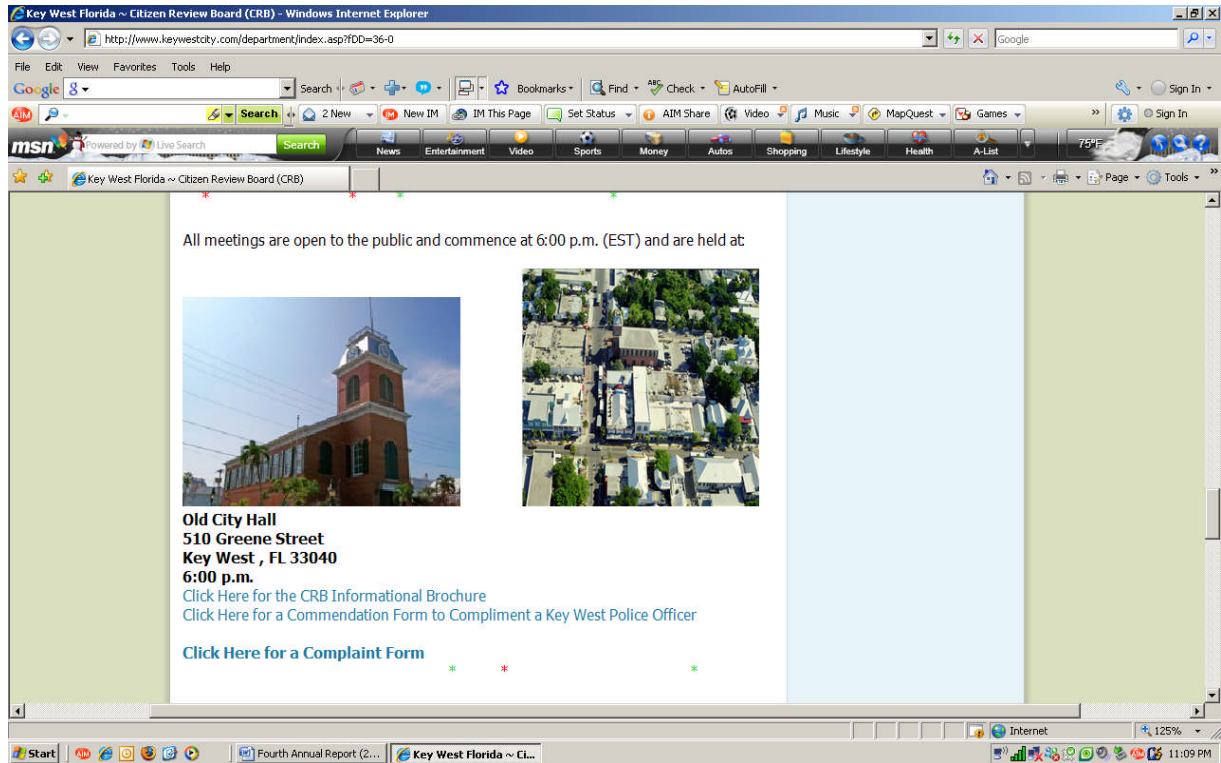 Key West Florida ~ Citizen Review Board (CRB) - Windows Internet Explorer
http://www.keywestcity.com/department/index.asp?fDD=36-0
Google
File Edit View Favorites Tools Help
Google Search Bookmarks Find Check AutoFill Sign In
AIM Search 2 New New IM IM This Page Set Status AIM Share Video Music MapQuest Games » Sign In
msn Powered by Live Search Search News Entertainment Video Sports Money Autos Shopping Lifestyle Health A-List 75°F
Key West Florida ~ Citizen Review Board (CRB) Page Tools »
* * * *
All meetings are open to the public and commence at 6:00 p.m. (EST) and are held at:
Old City Hall
510 Greene Street
Key West , FL 33040
6:00 p.m.
Click Here for the CRB Informational Brochure
Click Here for a Commendation Form to Compliment a Key West Police Officer
Click Here for a Complaint Form
* * *
Internet 125%
Start Fourth Annual Report (2... Key West Florida ~ Ci... 11:09 PM